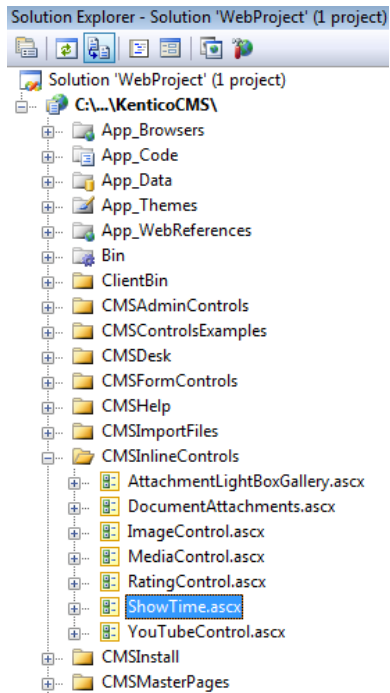 Solution Explorer - Solution 'WebProject' (1 project)
Solution 'WebProject' (1 project)
C:\...\KenticoCMS\
App_Browsers
App_Code
App_Data
App_Themes
App_WebReferences
Bin
ClientBin
CMSAdminControls
CMSControlsExamples
CMSDesk
CMSFormControls
CMSHelp
CMSImportFiles
CMSInlineControls
AttachmentLightBoxGallery.ascx
DocumentAttachments.ascx
ImageControl.ascx
MediaControl.ascx
RatingControl.ascx
ShowTime.ascx
YouTubeControl.ascx
CMSInstall
CMSMasterPages